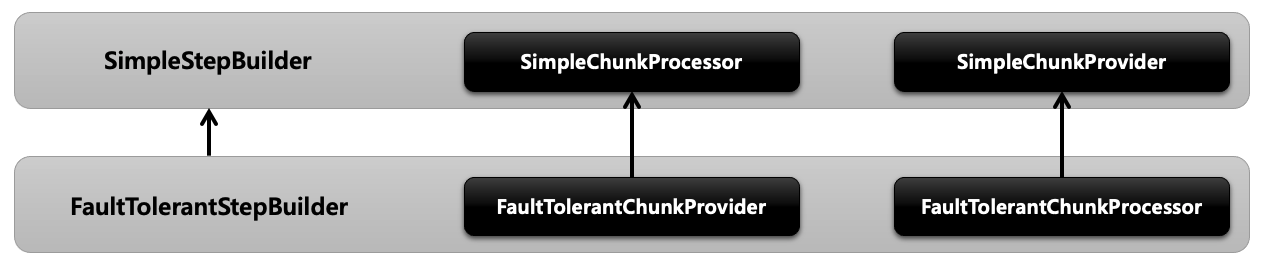 SimpleStepBuilder
SimpleChunkProcessor
SimpleChunkProvider
FaultTolerantStepBuilder
FaultTolerantChunkProvider
FaultTolerantChunkProcessor